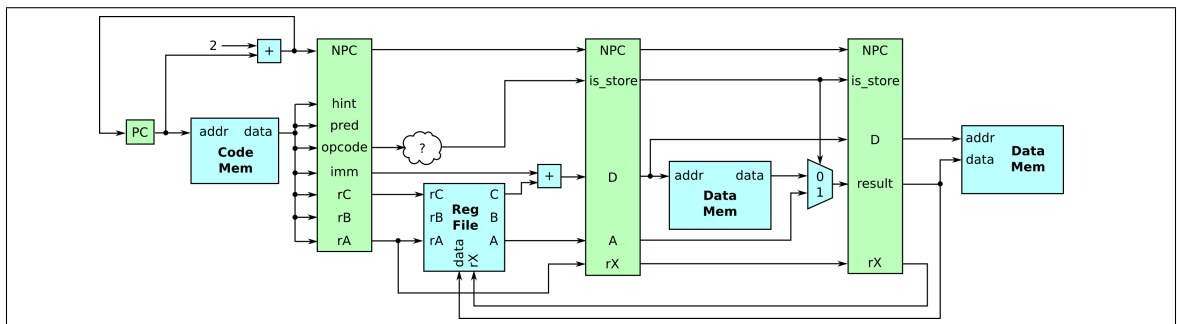 2
+
PC
addr data
Code
Mem
NPC
hint
pred
opcode
imm
rC
rB
rA
?
+
rC C
rB B
rA A
Reg
File
data
rX
NPC
is_store
D
A
rX
addr data
Data
Mem
0
1
NPC
is_store
D
result
rX
addr
data
Data
Mem